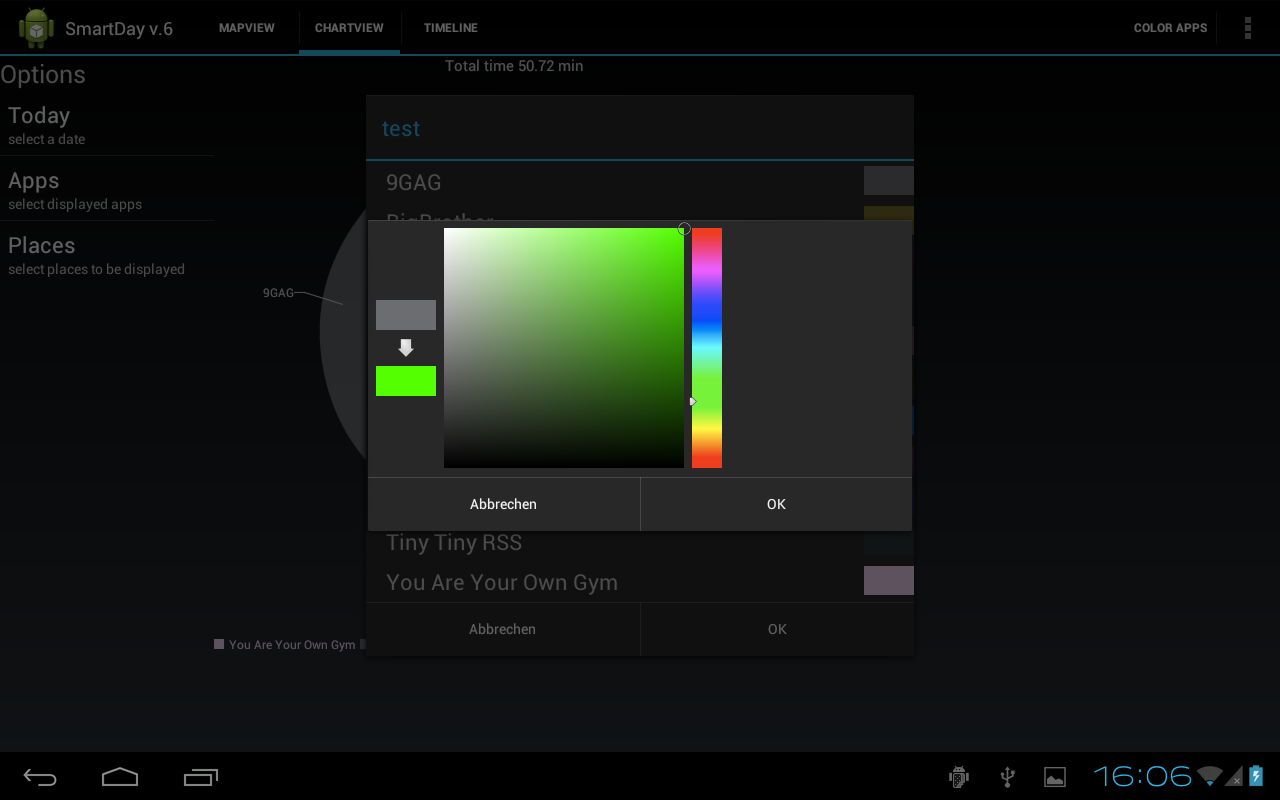 SmartDay v.6
MAPVIEW
CHARTVIEW
TIMELINE
COLOR APPS
Options
Total time 50.72 min
Today
select a date
Apps
select displayed apps
Places
select places to be displayed
test
9GAG
BigBrother
9GAG
Abbrechen
OK
Tiny Tiny RSS
You Are Your Own Gym
Abbrechen
OK
You Are Your Own Gym
16:06